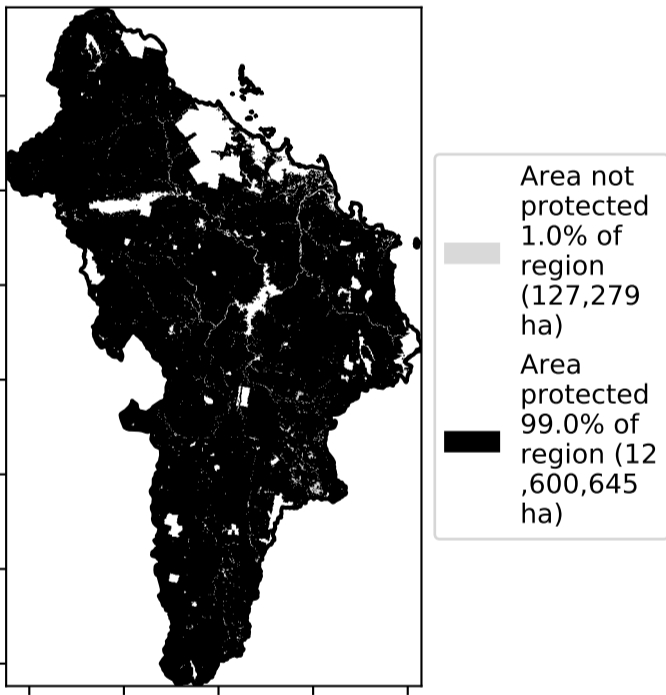 Area not
protected
1.0% of
region
(127,279
ha)
Area
protected
99.0% of
region (12
,600,645
ha)